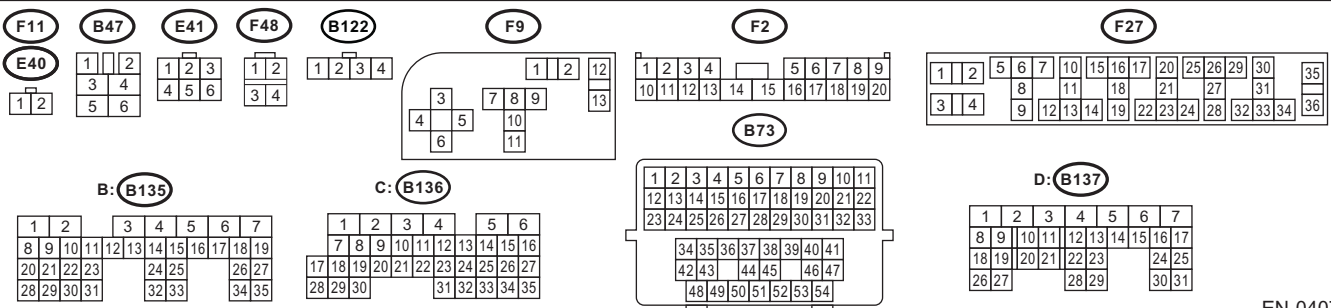 F11 B47 E41 F48 B122 F9 F2 F27
E40
1 2
1 2
3 4
5 6
1 2 3
4 5 6
1 2
3 4
1 2 3 4
1 2 12
3 7 8 9 13
4 5 10
6 11
1 2 3 4 5 6 7 8 9
10 11 12 13 14 15 16 17 18 19 20
1 2 5 6 7 10 15 16 17 20 25 26 29 30 35
8 11 18 21 27 31
3 4 9 12 13 14 19 22 23 24 28 32 33 34 36
B: B135
1 2 3 4 5 6 7
8 9 10 11 12 13 14 15 16 17 18 19
20 21 22 23 24 25 26 27
28 29 30 31 32 33 34 35
C: B136
1 2 3 4 5 6
7 8 9 10 11 12 13 14 15 16
17 18 19 20 21 22 23 24 25 26 27
28 29 30 31 32 33 34 35
B73
1 2 3 4 5 6 7 8 9 10 11
12 13 14 15 16 17 18 19 20 21 22
23 24 25 26 27 28 29 30 31 32 33
34 35 36 37 38 39 40 41
42 43 44 45 46 47
48 49 50 51 52 53 54
D: B137
1 2 3 4 5 6 7
8 9 10 11 12 13 14 15 16 17
18 19 20 21 22 23 24 25
26 27 28 29 30 31